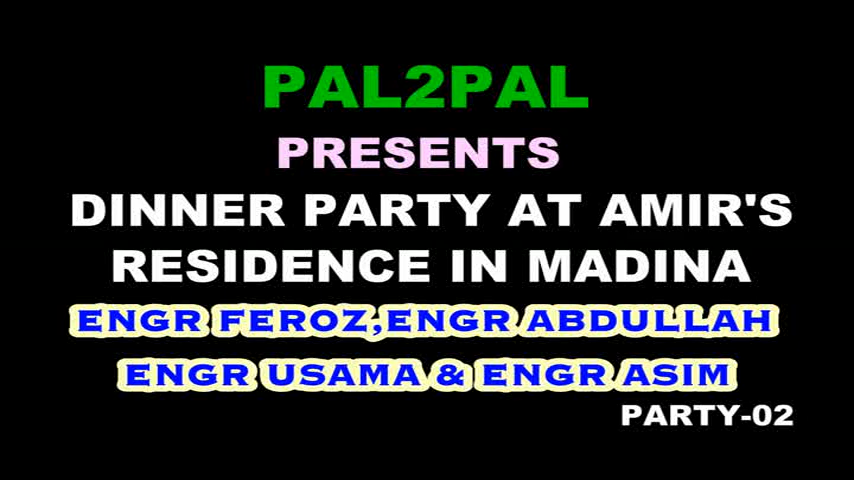 PAL2PAL
PRESENTS
DINNER PARTY AT AMIR'S
RESIDENCE IN MADINA
ENGR FEROZ,ENGR ABDULLAH
ENGR USAMA & ENGR ASIM
PARTY-02